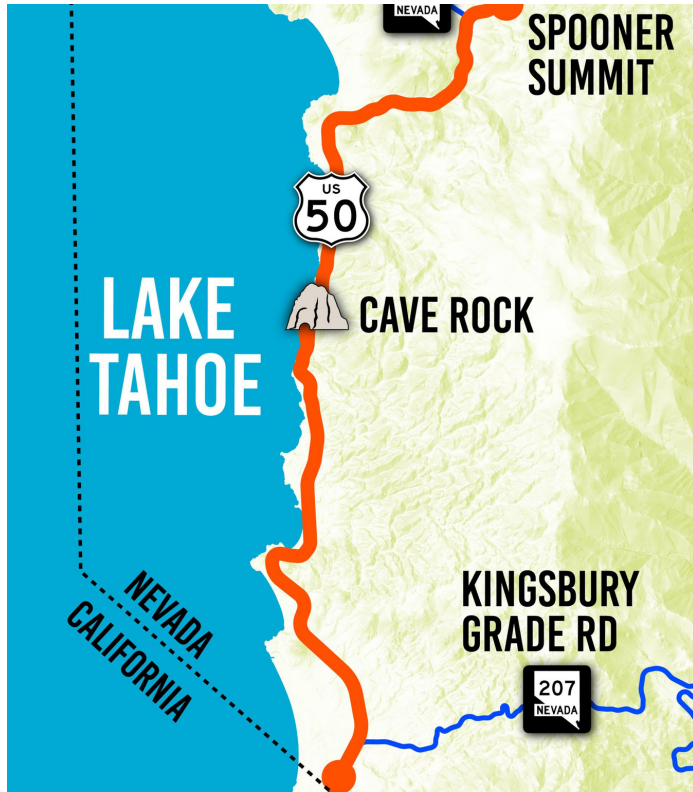 NEVADA
SPOONER
SUMMIT
US
50
LAKE
TAHOE
CAVE ROCK
NEVADA
CALIFORNIA
KINGSBURY
GRADE RD
207
NEVADA